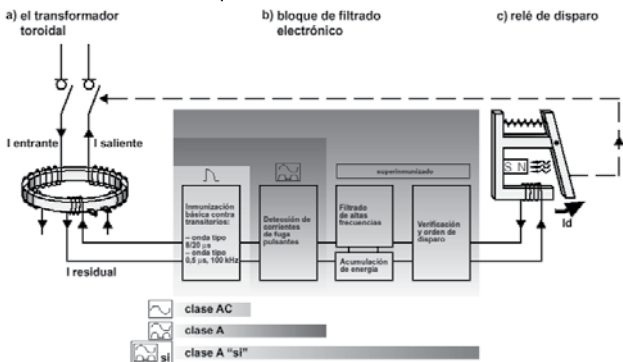 a) el transformador
toroidal
b) bloque de filtrado
electrónico
c) relé de disparo
I entrante
I saliente
I residual
Inmunización
básica contra
transitorios:
– onda tipo
8/20 µs
– onda tipo
0,5 µs, 100 kHz
Detección de
corrientes
de fuga
pulsantes
superinmunizado
Filtrado
de altas
frecuencias
Acumulación
de energía
Verificación
y orden de
disparo
S N
Id
clase AC
clase A
si
clase A "si"